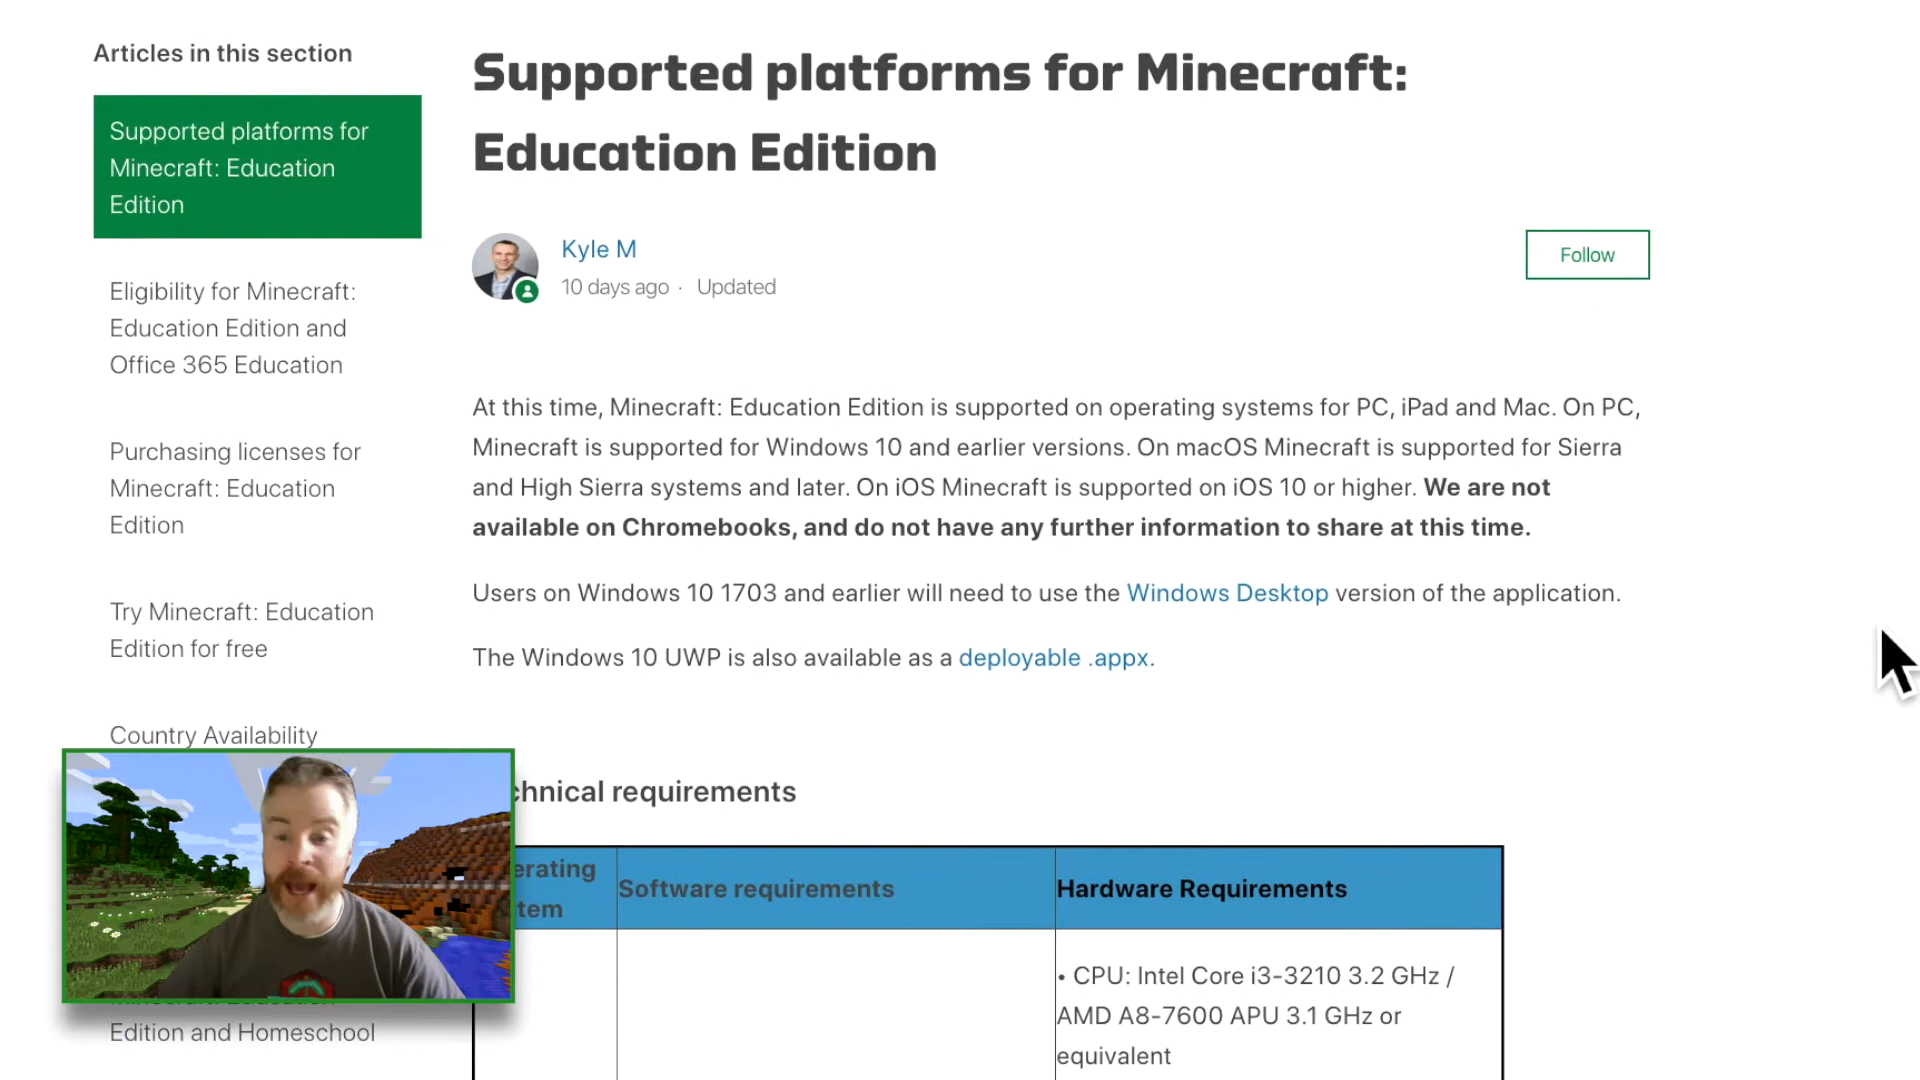 Articles in this section
Supported platforms for
Minecraft: Education
Edition
Eligibility for Minecraft:
Education Edition and
Office 365 Education
Purchasing licenses for
Minecraft: Education
Edition
Try Minecraft: Education
Edition for free
Country Availability
Edition and Homeschool
Supported platforms for Minecraft:
Education Edition
Kyle M
10 days ago · Updated
Follow
At this time, Minecraft: Education Edition is supported on operating systems for PC, iPad and Mac. On PC,
Minecraft is supported for Windows 10 and earlier versions. On macOS Minecraft is supported for Sierra
and High Sierra systems and later. On iOS Minecraft is supported on iOS 10 or higher. We are not
available on Chromebooks, and do not have any further information to share at this time.
Users on Windows 10 1703 and earlier will need to use the Windows Desktop version of the application.
The Windows 10 UWP is also available as a deployable .appx.
chnical requirements
erating
tem
Software requirements
Hardware Requirements
• CPU: Intel Core i3-3210 3.2 GHz /
AMD A8-7600 APU 3.1 GHz or
equivalent